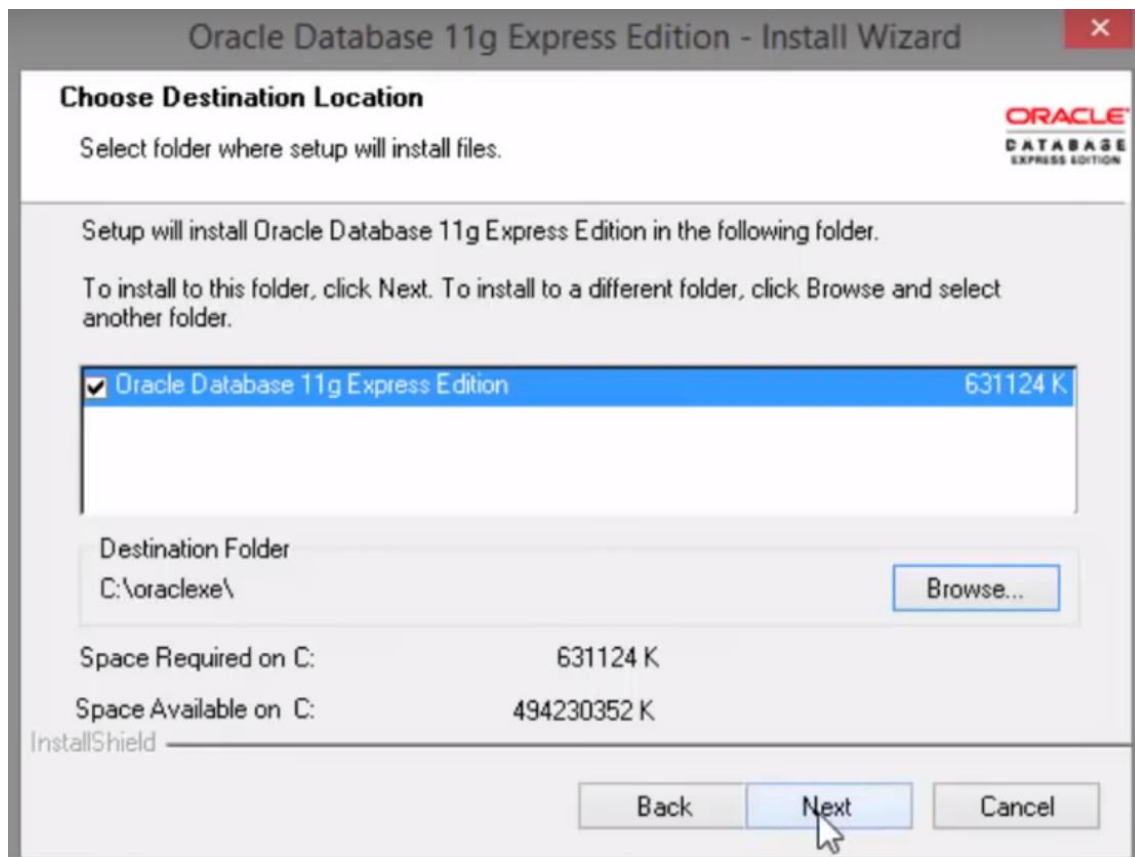 Oracle Database 11g Express Edition - Install Wizard
Choose Destination Location
Select folder where setup will install files.
ORACLE
DATABASE
EXPRESS EDITION
Setup will install Oracle Database 11g Express Edition in the following folder.
To install to this folder, click Next. To install to a different folder, click Browse and select
another folder.
Oracle Database 11g Express Edition 631124 K
Destination Folder
C:\oraclexe\
Browse...
Space Required on C: 631124 K
Space Available on C: 494230352 K
InstallShield
Back Next Cancel